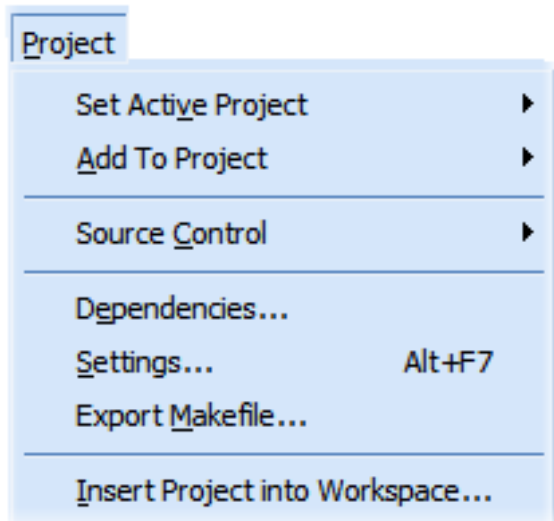 Project
Set Active Project
Add To Project
Source Control
Dependencies...
Settings... Alt+F7
Export Makefile...
Insert Project into Workspace...